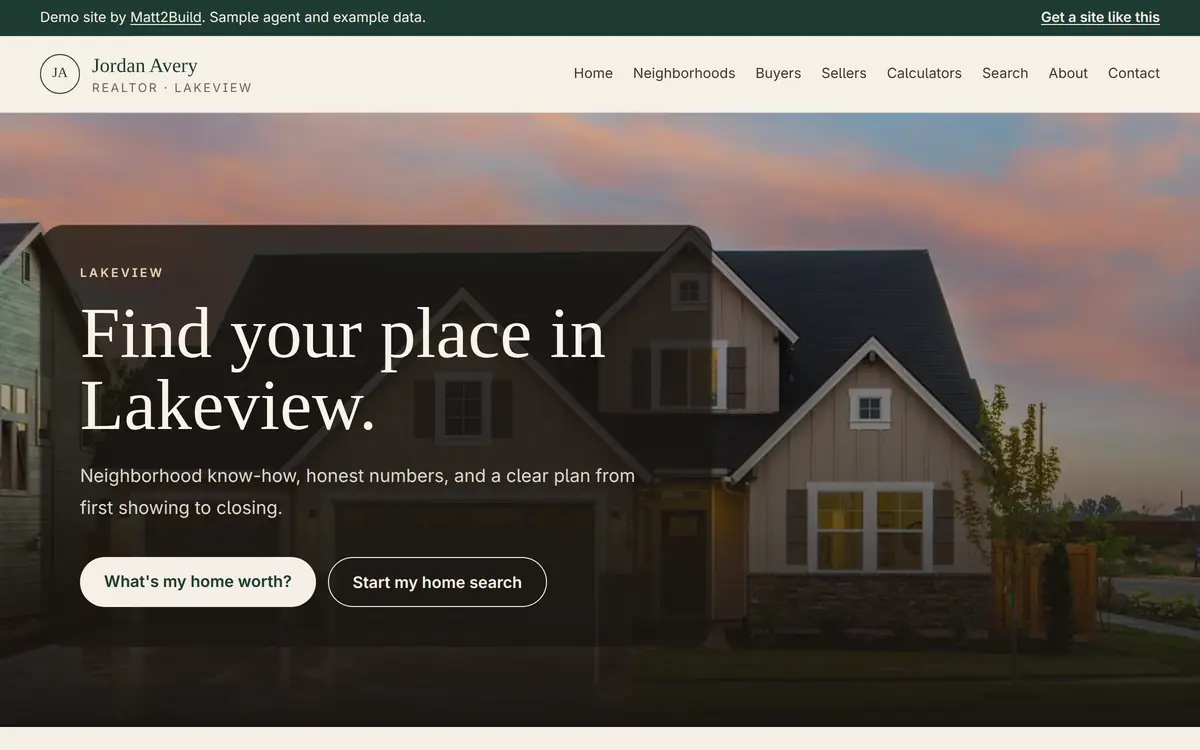 Demo site by Matt2Build. Sample agent and example data.
Get a site like this
JA
Jordan Avery
REALTOR · LAKEVIEW
Home Neighborhoods Buyers Sellers Calculators Search About Contact
LAKEVIEW
Find your place in
Lakeview.
Neighborhood know-how, honest numbers, and a clear plan from
first showing to closing.
What's my home worth?
Start my home search